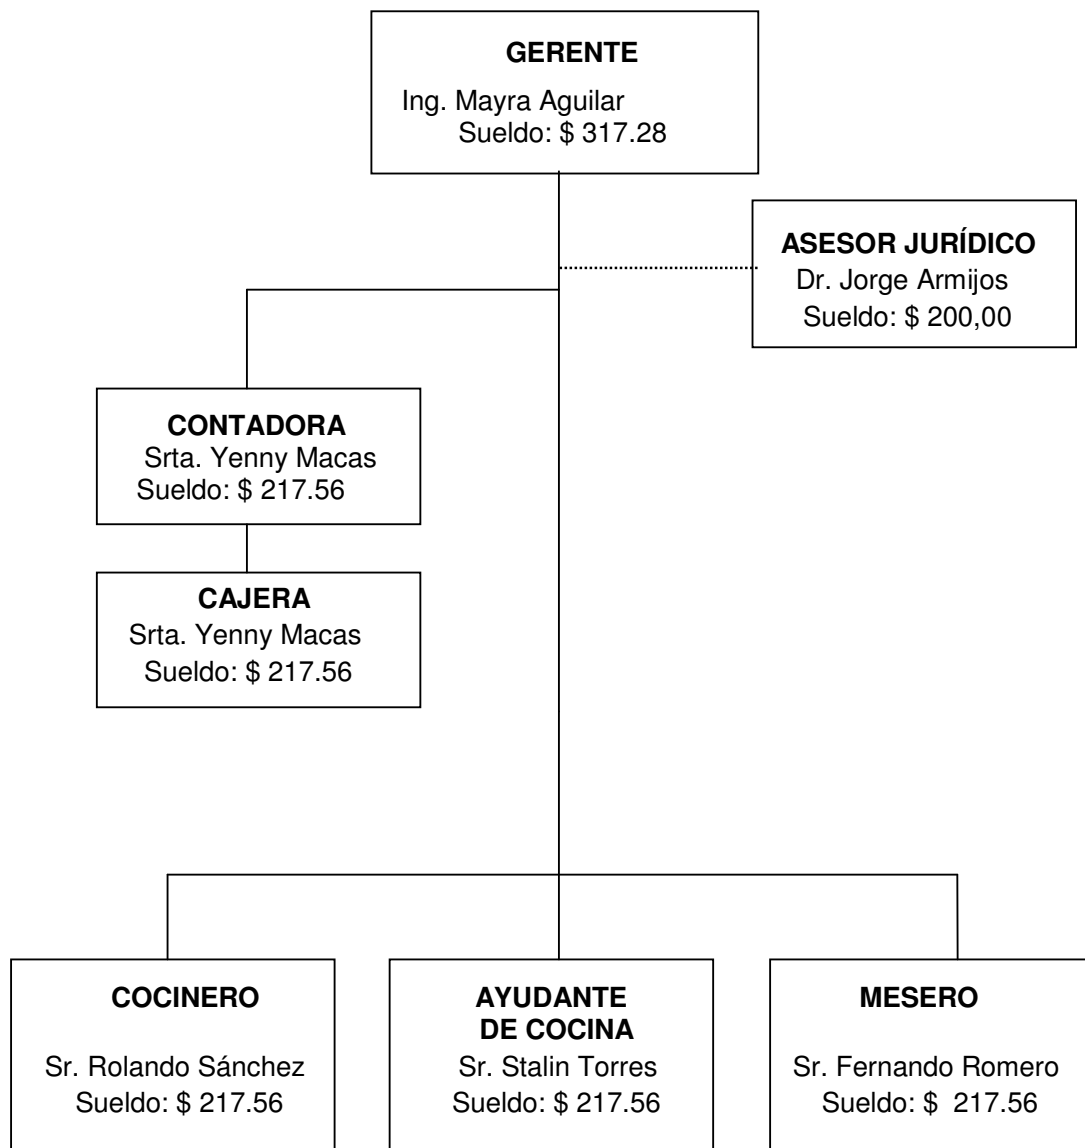 GERENTE
Ing. Mayra Aguilar
Sueldo: $ 317.28
ASESOR JURÍDICO
Dr. Jorge Armijos
Sueldo: $ 200,00
CONTADORA
Srta. Yenny Macas
Sueldo: $ 217.56
CAJERA
Srta. Yenny Macas
Sueldo: $ 217.56
COCINERO
Sr. Rolando Sánchez
Sueldo: $ 217.56
AYUDANTE
DE COCINA
Sr. Stalin Torres
Sueldo: $ 217.56
MESERO
Sr. Fernando Romero
Sueldo: $  217.56